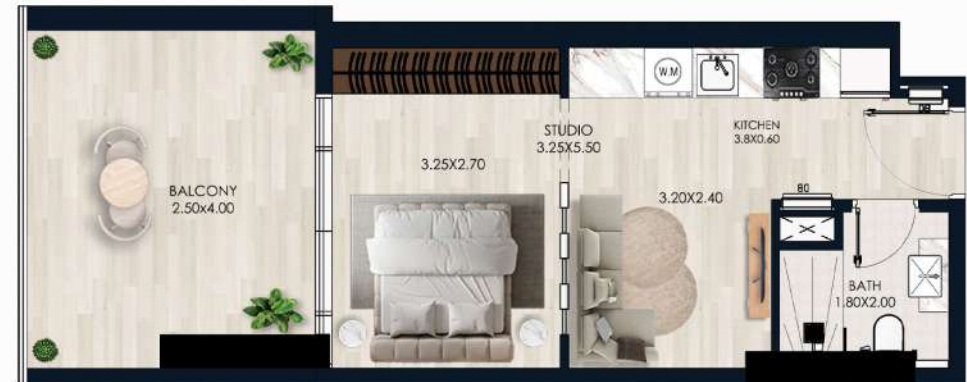 W.M
STUDIO
3.25X5.50
KITCHEN
3.8X0.60
3.25X2.70
BALCONY
2.50x4.00
3.20X2.40
80
BATH
1.80X2.00